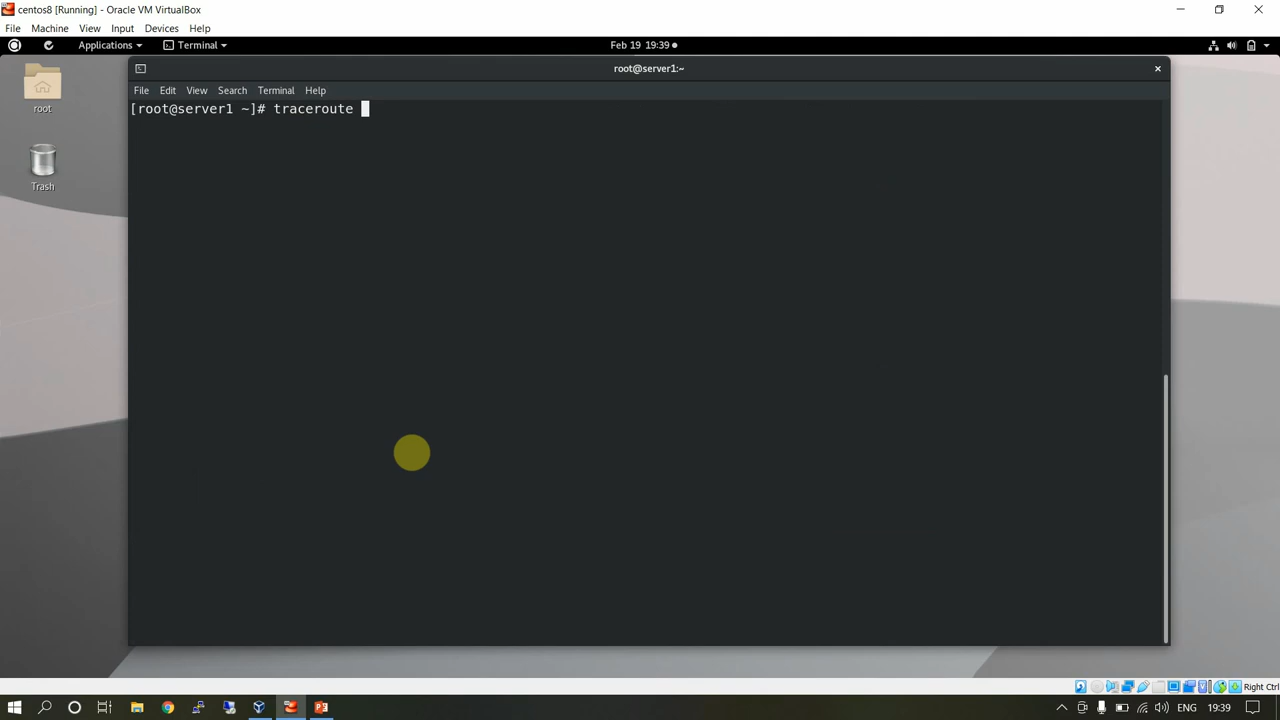 centos8 [Running] - Oracle VM VirtualBox
File Machine View Input Devices Help
Applications Terminal Feb 19 19:39
root@server1:~
File Edit View Search Terminal Help
[root@server1 ~]# traceroute
root
Trash
Right Ctrl
ENG 19:39